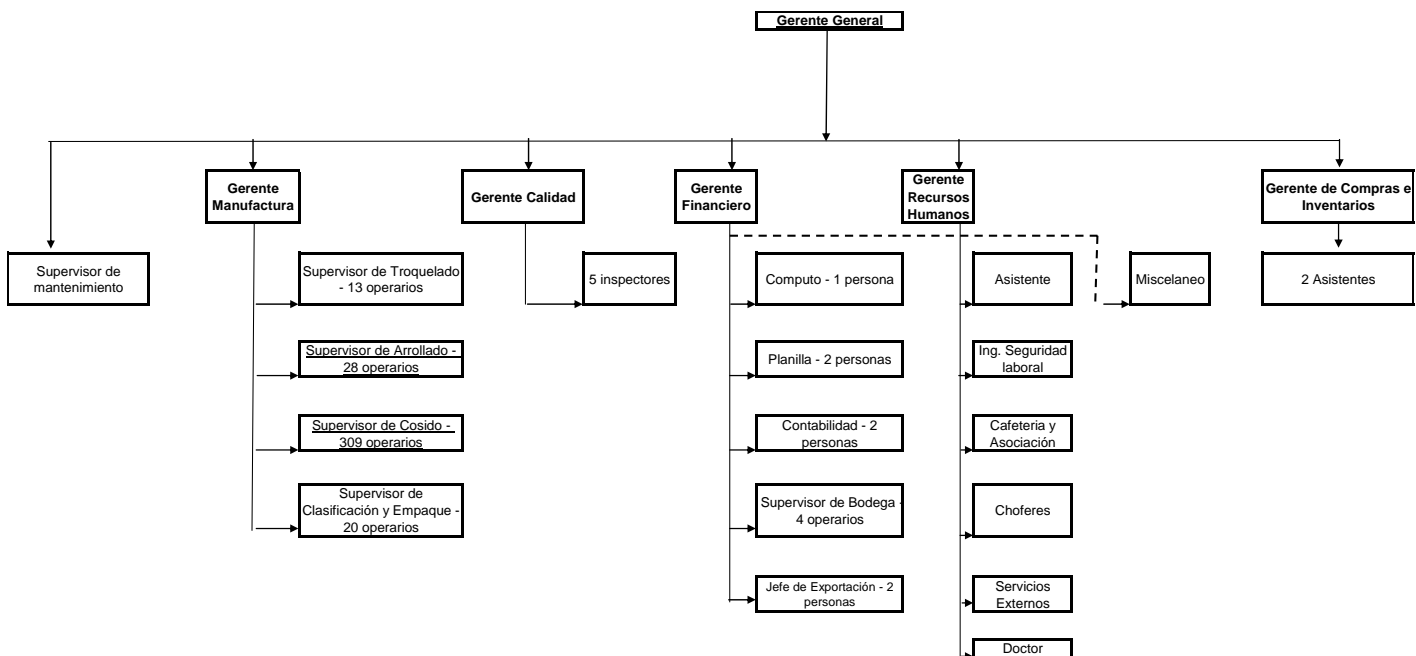 Gerente General
Gerente
Manufactura
Gerente Calidad
Gerente
Financiero
Gerente
Recursos
Humanos
Gerente de Compras e
Inventarios
Supervisor de
mantenimiento
Supervisor de Troquelado
- 13 operarios
5 inspectores
Computo - 1 persona
Asistente
Miscelaneo
2 Asistentes
Supervisor de Arrollado -
28 operarios
Planilla - 2 personas
Ing. Seguridad
laboral
Supervisor de Cosido -
309 operarios
Contabilidad - 2
personas
Cafeteria y
Asociación
Supervisor de
Clasificación y Empaque -
20 operarios
Supervisor de Bodega -
4 operarios
Choferes
Jefe de Exportación - 2
personas
Servicios
Externos
Doctor